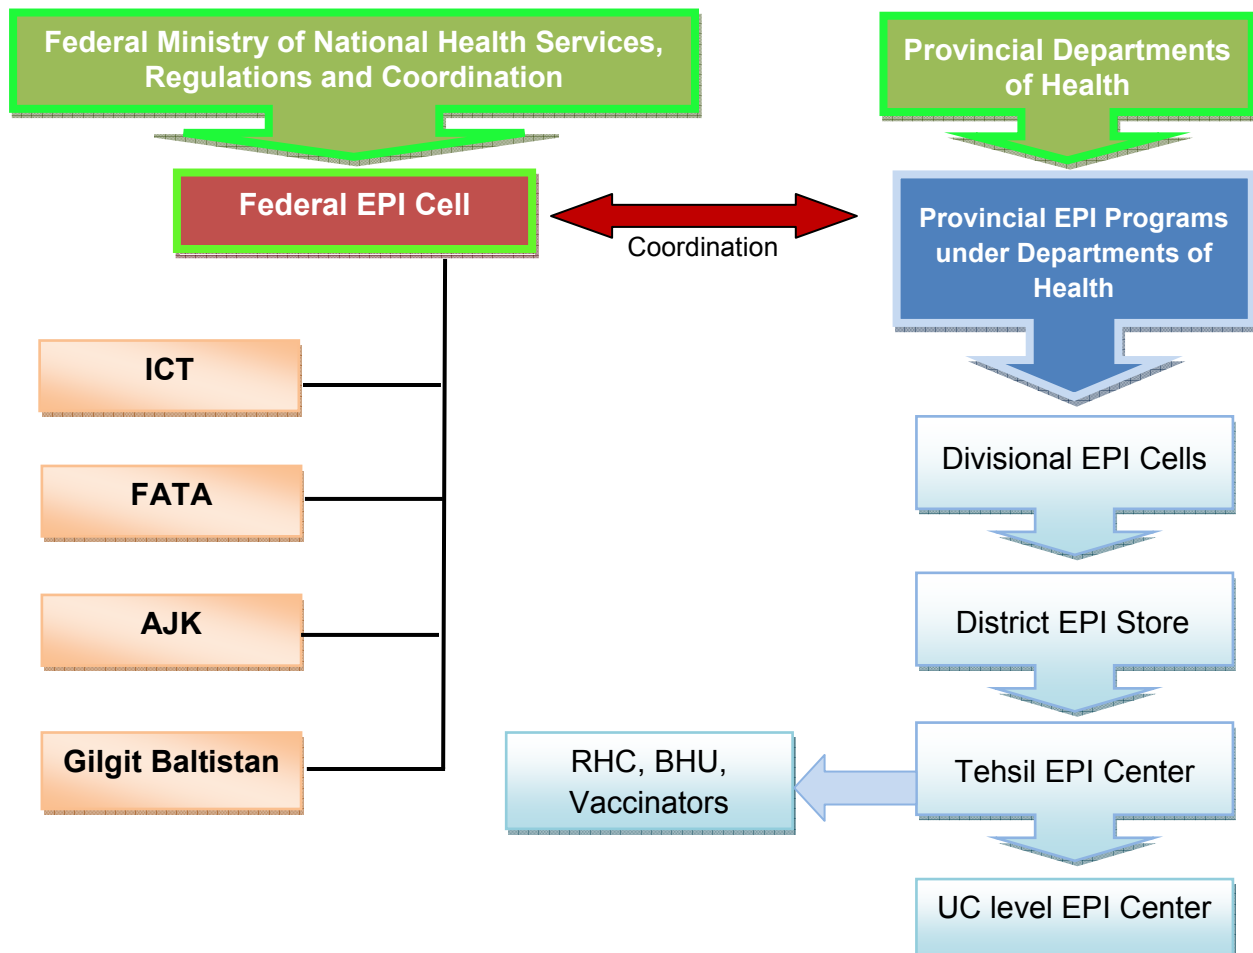 Federal Ministry of National Health Services,
Regulations and Coordination
Provincial Departments
of Health
Federal EPI Cell
Coordination
Provincial EPI Programs
under Departments of
Health
ICT
FATA
AJK
Gilgit Baltistan
Divisional EPI Cells
District EPI Store
Tehsil EPI Center
RHC, BHU,
Vaccinators
UC level EPI Center